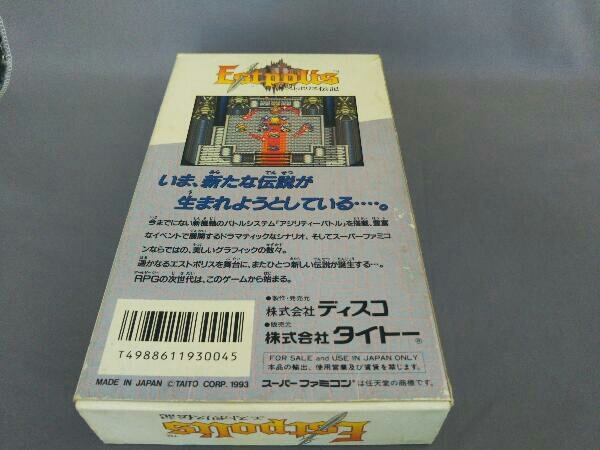 Estpolis
エストポリス伝記
いま、新たな伝説が
生まれようとしている……。
今までにない新機軸のバトルシステム「アジリティーバトル」を搭載、豊富
なイベントで展開するドラマティックなシナリオ、そしてスーパーファミコ
ンならではの、美しいグラフィックの数々。
遥かなるエストポリスを舞台に、またひとつ新しい伝説が誕生する…。
RPGの次世代は、このゲームから始まる。
●製作・発売元
株式会社 ディスコ
●販売元
株式会社 タイトー®
T4988611930045
FOR SALE and USE IN JAPAN ONLY
本品の輸出、使用営業及び賃貸を禁じます。
MADE IN JAPAN ©TAITO CORP. 1993
スーパーファミコンは任天堂の商標です。
エストポリス伝記
Estpolis